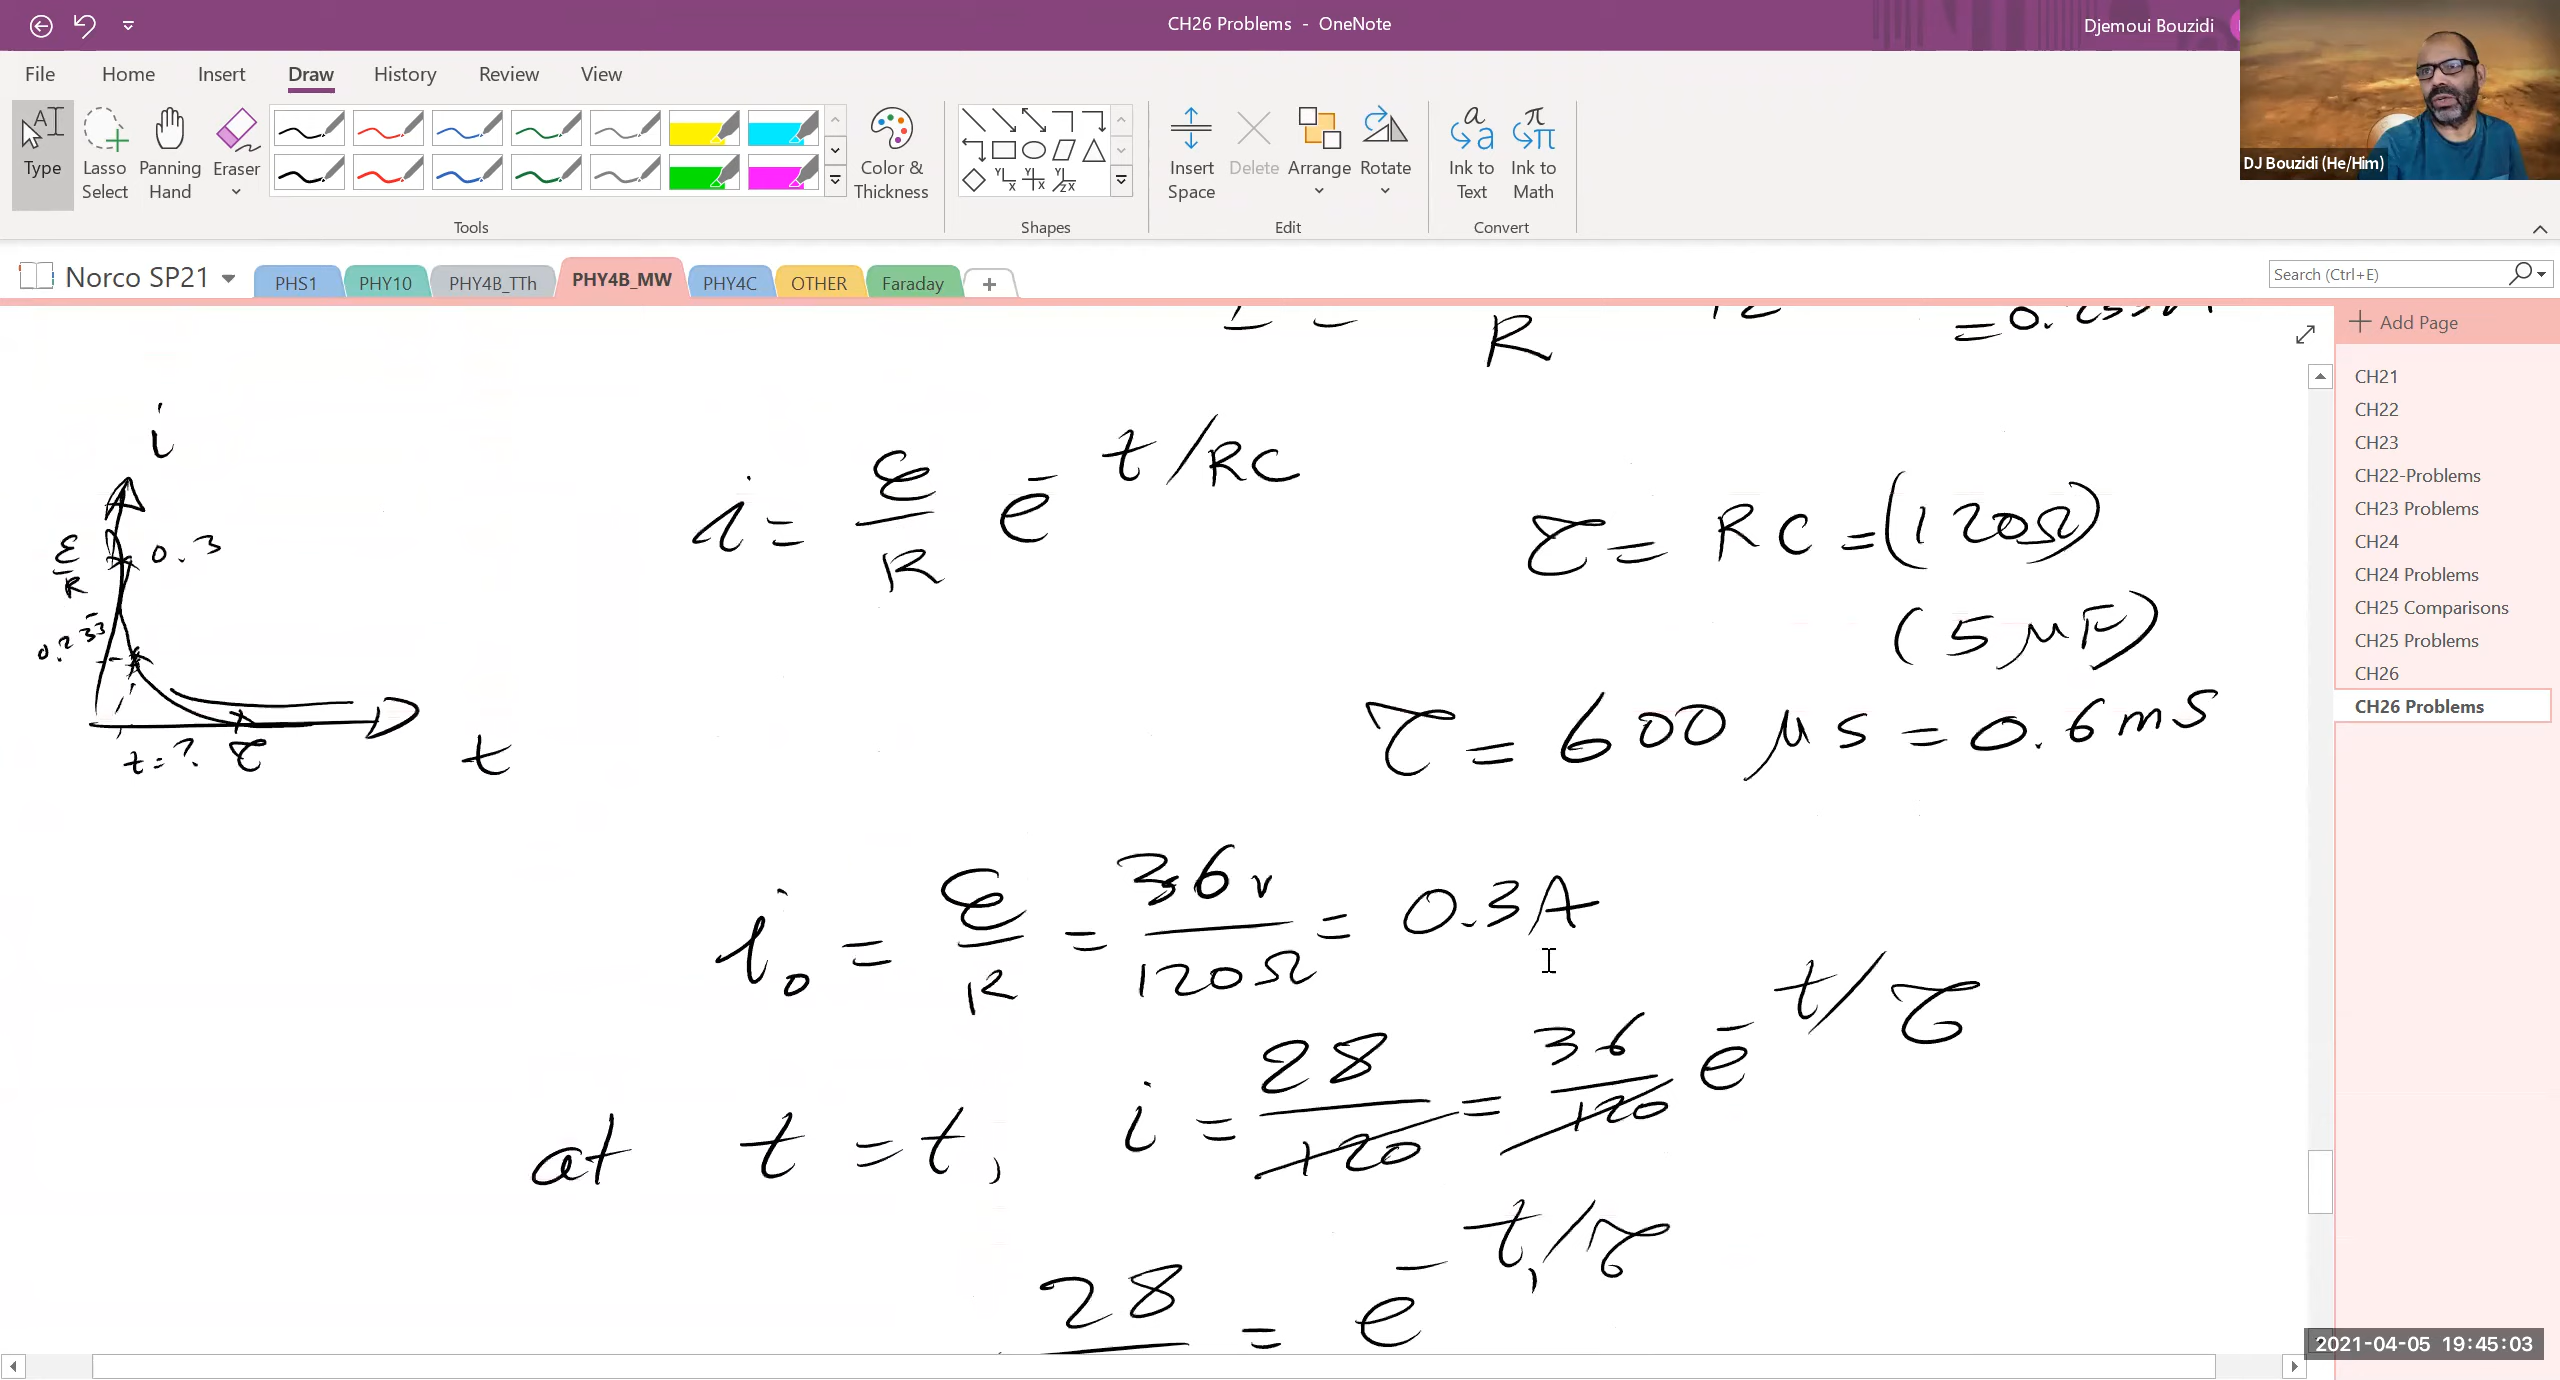 CH26 Problems - OneNote
Djemoui Bouzidi
DJ Bouzidi (He/Him)
File Home Insert Draw History Review View
Type
Lasso Select
Panning Hand
Eraser
Color & Thickness
Insert Space
Delete
Arrange
Rotate
Ink to Text
Ink to Math
Tools Shapes Edit Convert
Norco SP21
PHS1 PHY10 PHY4B_TTh PHY4B_MW PHY4C OTHER Faraday +
Search (Ctrl+E)
Add Page
CH21
CH22
CH23
CH22-Problems
CH23 Problems
CH24
CH24 Problems
CH25 Comparisons
CH25 Problems
CH26
CH26 Problems
R
i
ℰ/R 0.3
t=? τ t
i = ℰ/R e^-t/RC
τ = RC = (120Ω)
(5 μF)
τ = 600 μs = 0.6 ms
i₀ = ℰ/R = 36v/120Ω = 0.3A
at t = t₁ i = 28/120 = 36/120 e^-t/τ
28 = e^-t₁/τ
2021-04-05 19:45:03